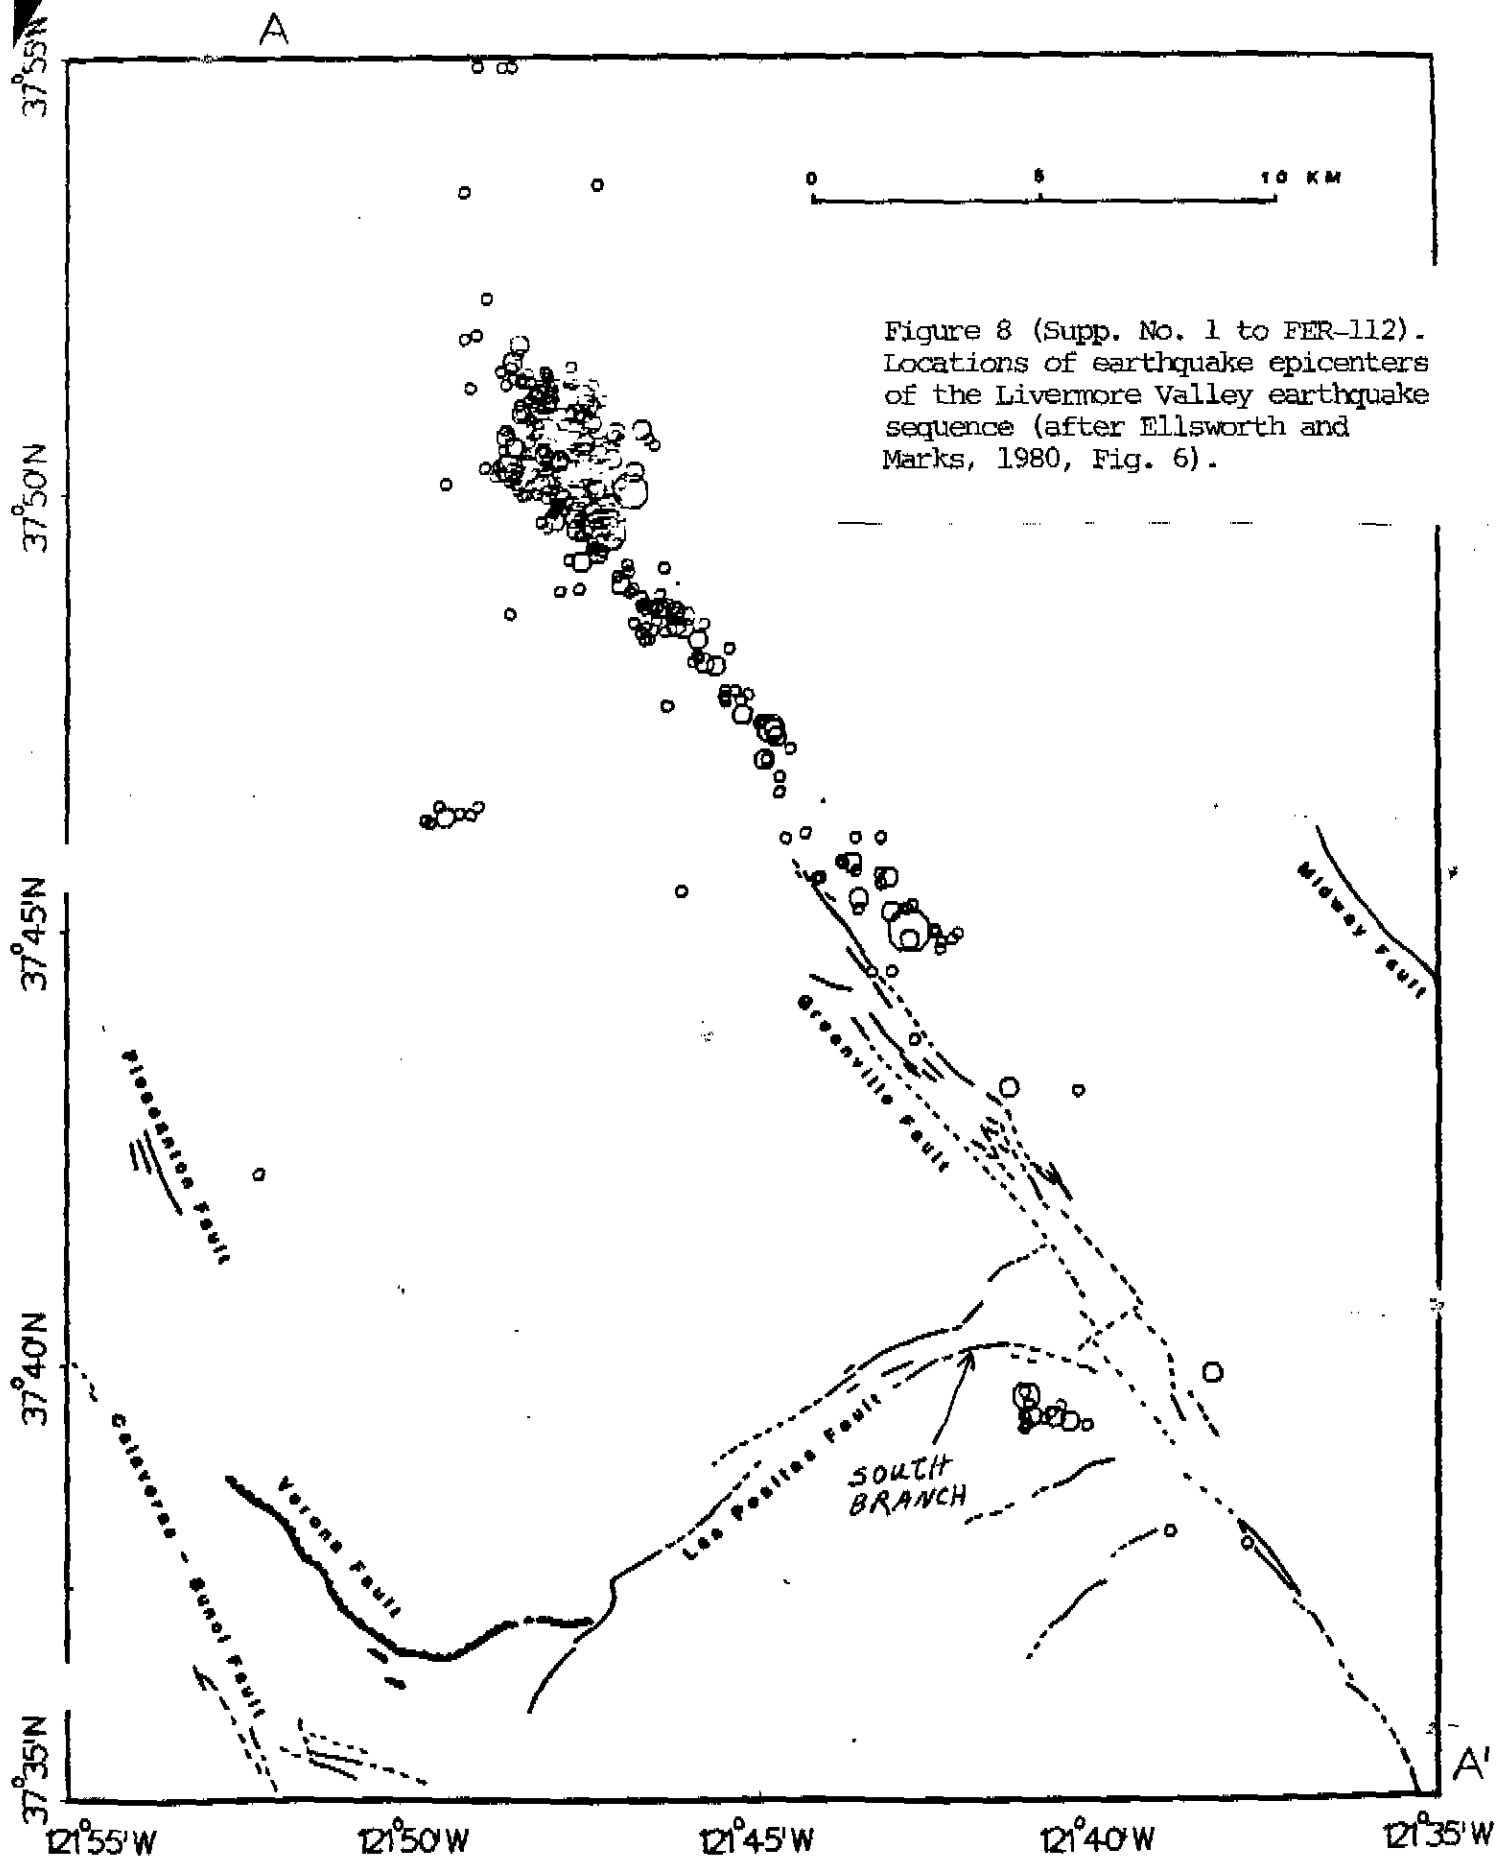 A
37°55'N
0 5 10 KM
Figure 8 (Supp. No. 1 to FER-112).
Locations of earthquake epicenters
of the Livermore Valley earthquake
sequence (after Ellsworth and
Marks, 1980, Fig. 6).
37°50'N
37°45'N
Midway Fault
Greenville Fault
Pleasanton Fault
37°40'N
Calaveras - Sunol Fault
Verona Fault
Las Positas Fault
SOUTH
BRANCH
37°35'N
A'
121°55'W 121°50'W 121°45'W 121°40'W 121°35'W